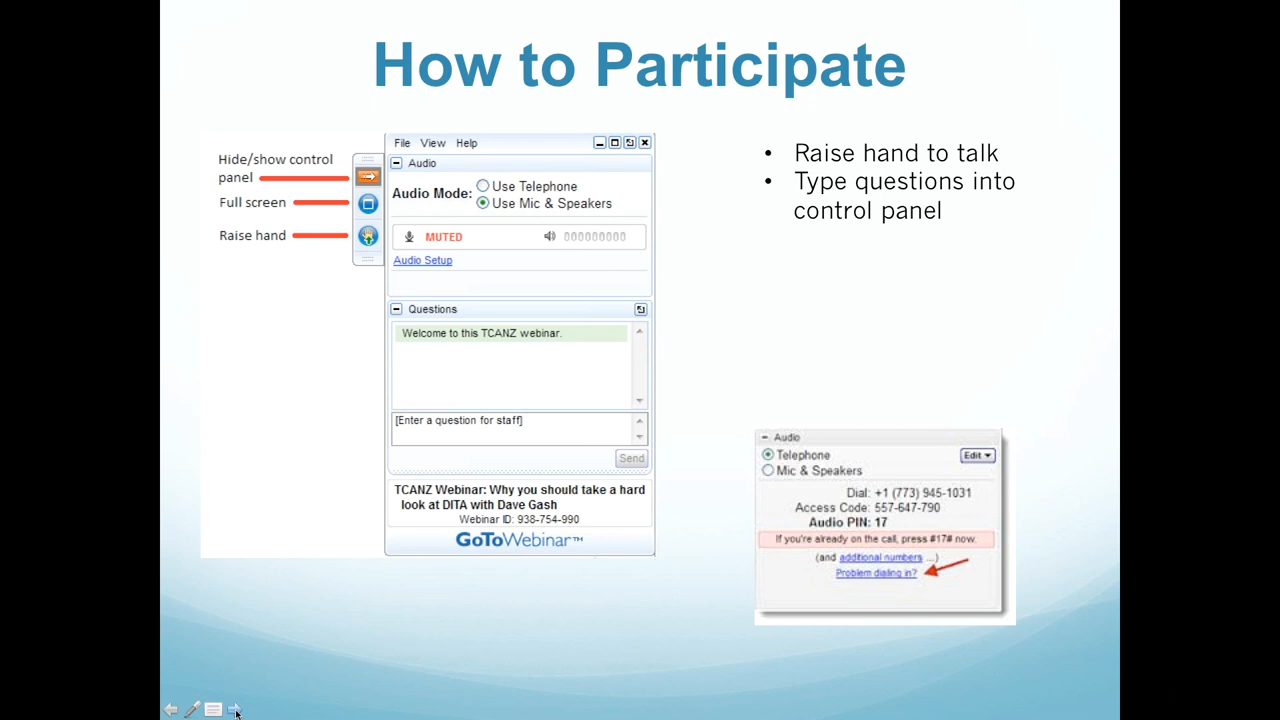 How to Participate
Hide/show control
panel
Full screen
Raise hand
File View Help
Audio
Audio Mode:
Use Telephone
Use Mic & Speakers
MUTED
000000000
Audio Setup
Questions
Welcome to this TCANZ webinar.
[Enter a question for staff]
Send
TCANZ Webinar: Why you should take a hard
look at DITA with Dave Gash
Webinar ID: 938-754-990
GoToWebinar™
• Raise hand to talk
• Type questions into
control panel
Audio
Telephone
Edit
Mic & Speakers
Dial: +1 (773) 945-1031
Access Code: 557-647-790
Audio PIN: 17
If you're already on the call, press #17# now.
(and additional numbers ...)
Problem dialing in?